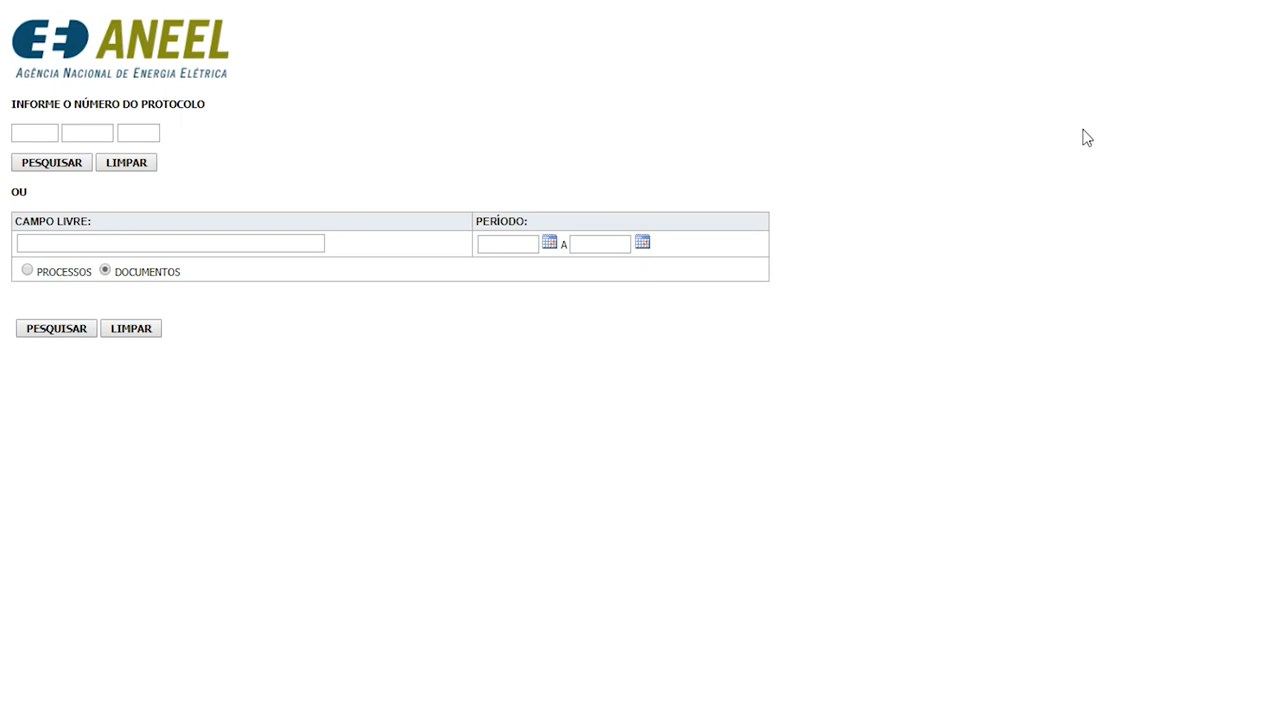 ANEEL
AGÊNCIA NACIONAL DE ENERGIA ELÉTRICA
INFORME O NÚMERO DO PROTOCOLO
PESQUISAR LIMPAR
OU
CAMPO LIVRE: PERÍODO:
A
PROCESSOS DOCUMENTOS
PESQUISAR LIMPAR